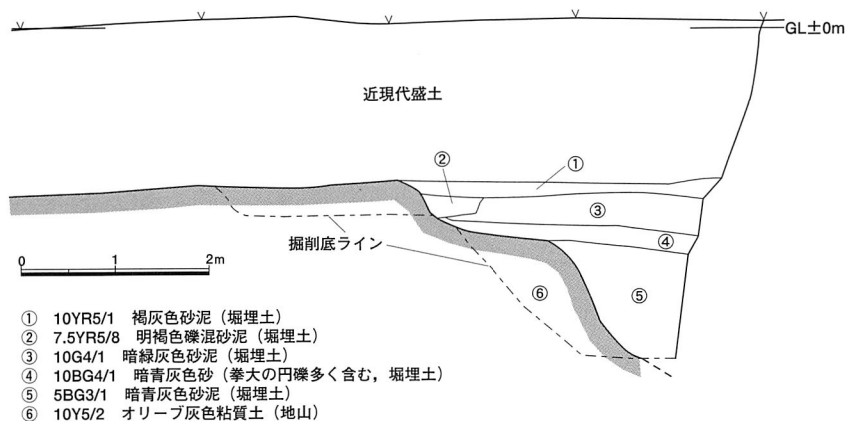 GL±0m
近現代盛土
②
①
③
掘削底ライン
④
0 2m
⑥
⑤
① 10YR5/1 褐灰色砂泥（堀埋土）
② 7.5YR5/8 明褐色礫混砂泥（堀埋土）
③ 10G4/1 暗緑灰色砂泥（堀埋土）
④ 10BG4/1 暗青灰色砂（拳大の円礫多く含む，堀埋土）
⑤ 5BG3/1 暗青灰色砂泥（堀埋土）
⑥ 10Y5/2 オリーブ灰色粘質土（地山）